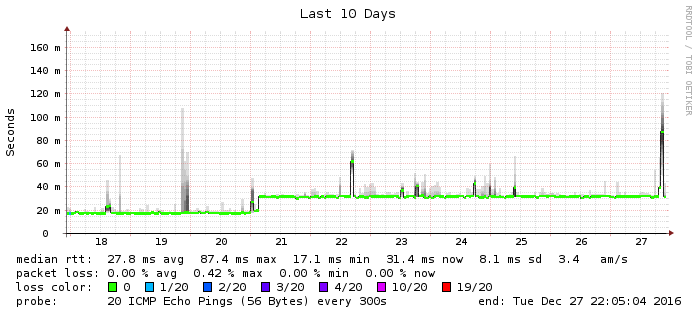 Last 10 Days
RRDTOOL / TOBI OETIKER
Seconds
160 m
140 m
120 m
100 m
80 m
60 m
40 m
20 m
0
18 19 20 21 22 23 24 25 26 27
median rtt: 27.8 ms avg 87.4 ms max 17.1 ms min 31.4 ms now 8.1 ms sd 3.4 am/s
packet loss: 0.00 % avg 0.42 % max 0.00 % min 0.00 % now
loss color: 0 1/20 2/20 3/20 4/20 10/20 19/20
probe: 20 ICMP Echo Pings (56 Bytes) every 300s end: Tue Dec 27 22:05:04 2016